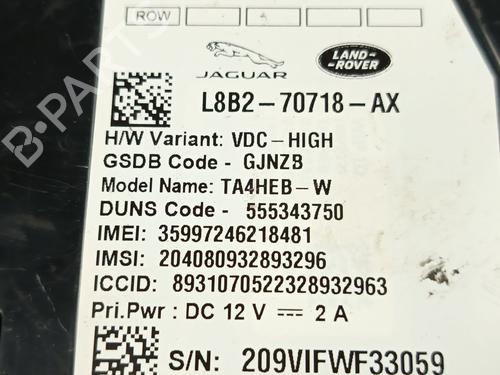 ROW
JAGUAR
LAND-
ROVER
L8B2-70718-AX
H/W Variant: VDC-HIGH
GSDB Code - GJNZB
Model Name: TA4HEB-W
DUNS Code - 555343750
IMEI: 35997246218481
IMSI: 204080932893296
ICCID: 8931070522328932963
Pri.Pwr : DC 12 V ⎓ 2 A
S/N: 209VIFWF33059
B-PARTS